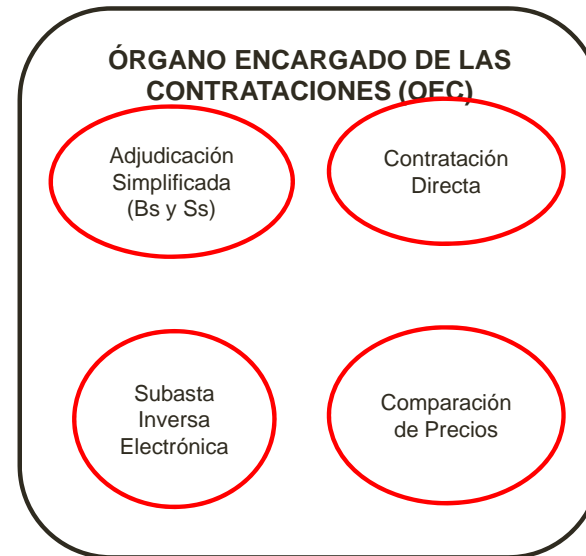 ÓRGANO ENCARGADO DE LAS
CONTRATACIONES (OEC)
Adjudicación
Simplificada
(Bs y Ss)
Contratación
Directa
Subasta
Inversa
Electrónica
Comparación
de Precios